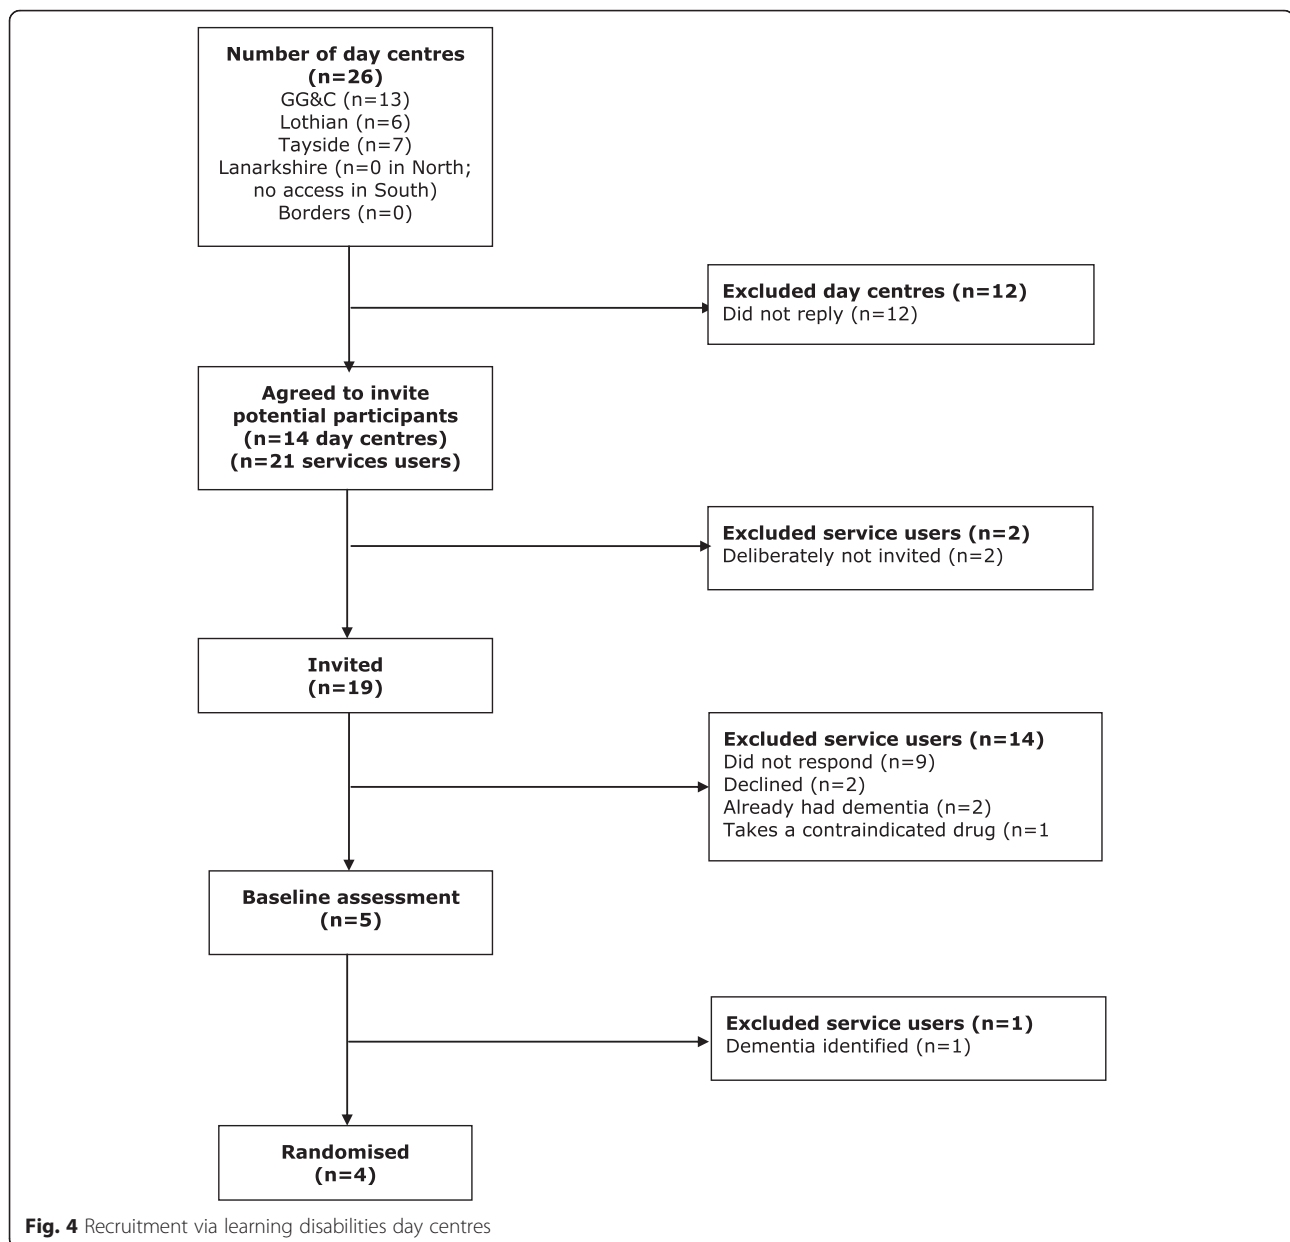 Number of day centres
(n=26)
GG&C (n=13)
Lothian (n=6)
Tayside (n=7)
Lanarkshire (n=0 in North;
no access in South)
Borders (n=0)
Excluded day centres (n=12)
Did not reply (n=12)
Agreed to invite
potential participants
(n=14 day centres)
(n=21 services users)
Excluded service users (n=2)
Deliberately not invited (n=2)
Invited
(n=19)
Excluded service users (n=14)
Did not respond (n=9)
Declined (n=2)
Already had dementia (n=2)
Takes a contraindicated drug (n=1
Baseline assessment
(n=5)
Excluded service users (n=1)
Dementia identified (n=1)
Randomised
(n=4)
Fig. 4 Recruitment via learning disabilities day centres